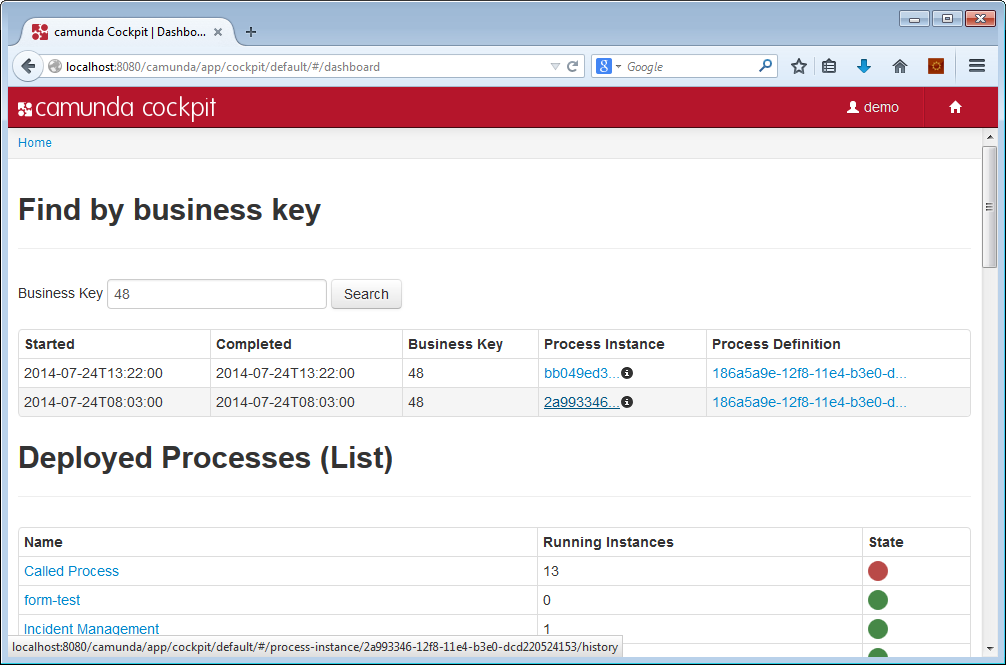 camunda Cockpit | Dashbo...
localhost:8080/camunda/app/cockpit/default/#/dashboard
8 Google
camunda cockpit
demo
Home
Find by business key
Business Key 48 Search
Started Completed Business Key Process Instance Process Definition
2014-07-24T13:22:00 2014-07-24T13:22:00 48 bb049ed3... 186a5a9e-12f8-11e4-b3e0-d...
2014-07-24T08:03:00 2014-07-24T08:03:00 48 2a993346... 186a5a9e-12f8-11e4-b3e0-d...
Deployed Processes (List)
Name Running Instances State
Called Process 13
form-test 0
Incident Management 1
localhost:8080/camunda/app/cockpit/default/#/process-instance/2a993346-12f8-11e4-b3e0-dcd220524153/history